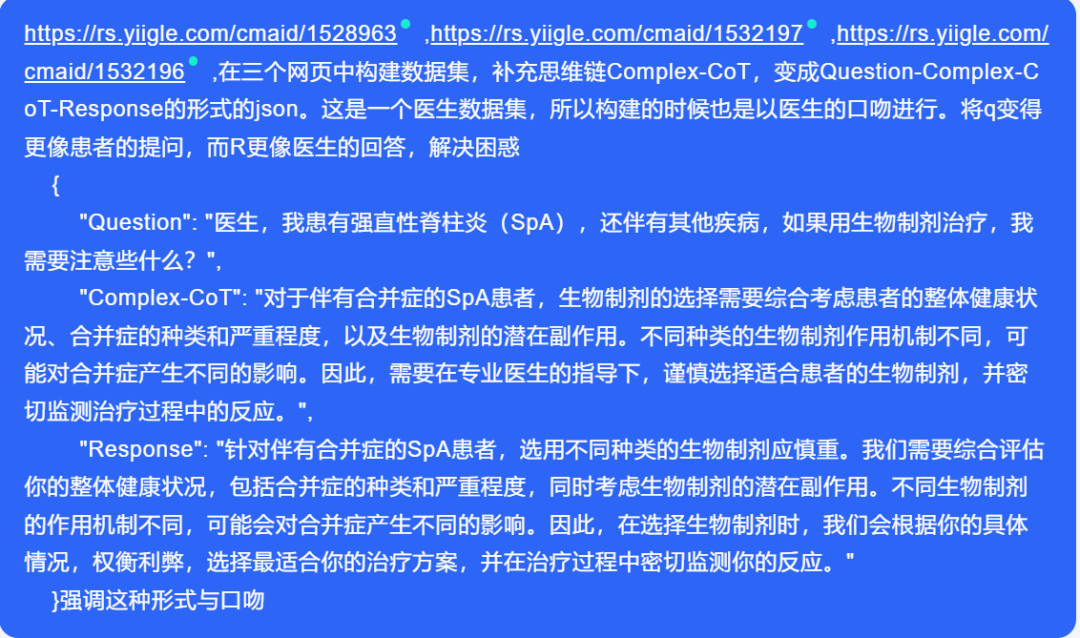 https://rs.yiigle.com/cmaid/1528963 ,https://rs.yiigle.com/cmaid/1532197 ,https://rs.yiigle.com/
cmaid/1532196 ,在三个网页中构建数据集，补充思维链Complex-CoT，变成Question-Complex-C
oT-Response的形式的json。这是一个医生数据集，所以构建的时候也是以医生的口吻进行。将q变得
更像患者的提问，而R更像医生的回答，解决困惑
{
"Question": "医生，我患有强直性脊柱炎（SpA），还伴有其他疾病，如果用生物制剂治疗，我
需要注意些什么？",
"Complex-CoT": "对于伴有合并症的SpA患者，生物制剂的选择需要综合考虑患者的整体健康状
况、合并症的种类和严重程度，以及生物制剂的潜在副作用。不同种类的生物制剂作用机制不同，可
能对合并症产生不同的影响。因此，需要在专业医生的指导下，谨慎选择适合患者的生物制剂，并密
切监测治疗过程中的反应。",
"Response": "针对伴有合并症的SpA患者，选用不同种类的生物制剂应慎重。我们需要综合评估
你的整体健康状况，包括合并症的种类和严重程度，同时考虑生物制剂的潜在副作用。不同生物制剂
的作用机制不同，可能会对合并症产生不同的影响。因此，在选择生物制剂时，我们会根据你的具体
情况，权衡利弊，选择最适合你的治疗方案，并在治疗过程中密切监测你的反应。"
}强调这种形式与口吻